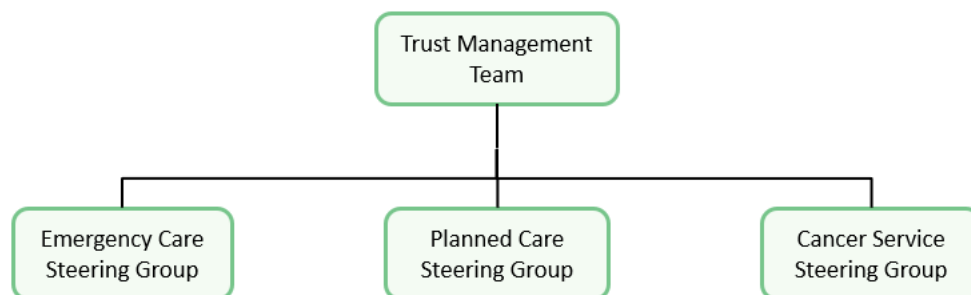 Trust Management
Team
Emergency Care
Steering Group
Planned Care
Steering Group
Cancer Service
Steering Group